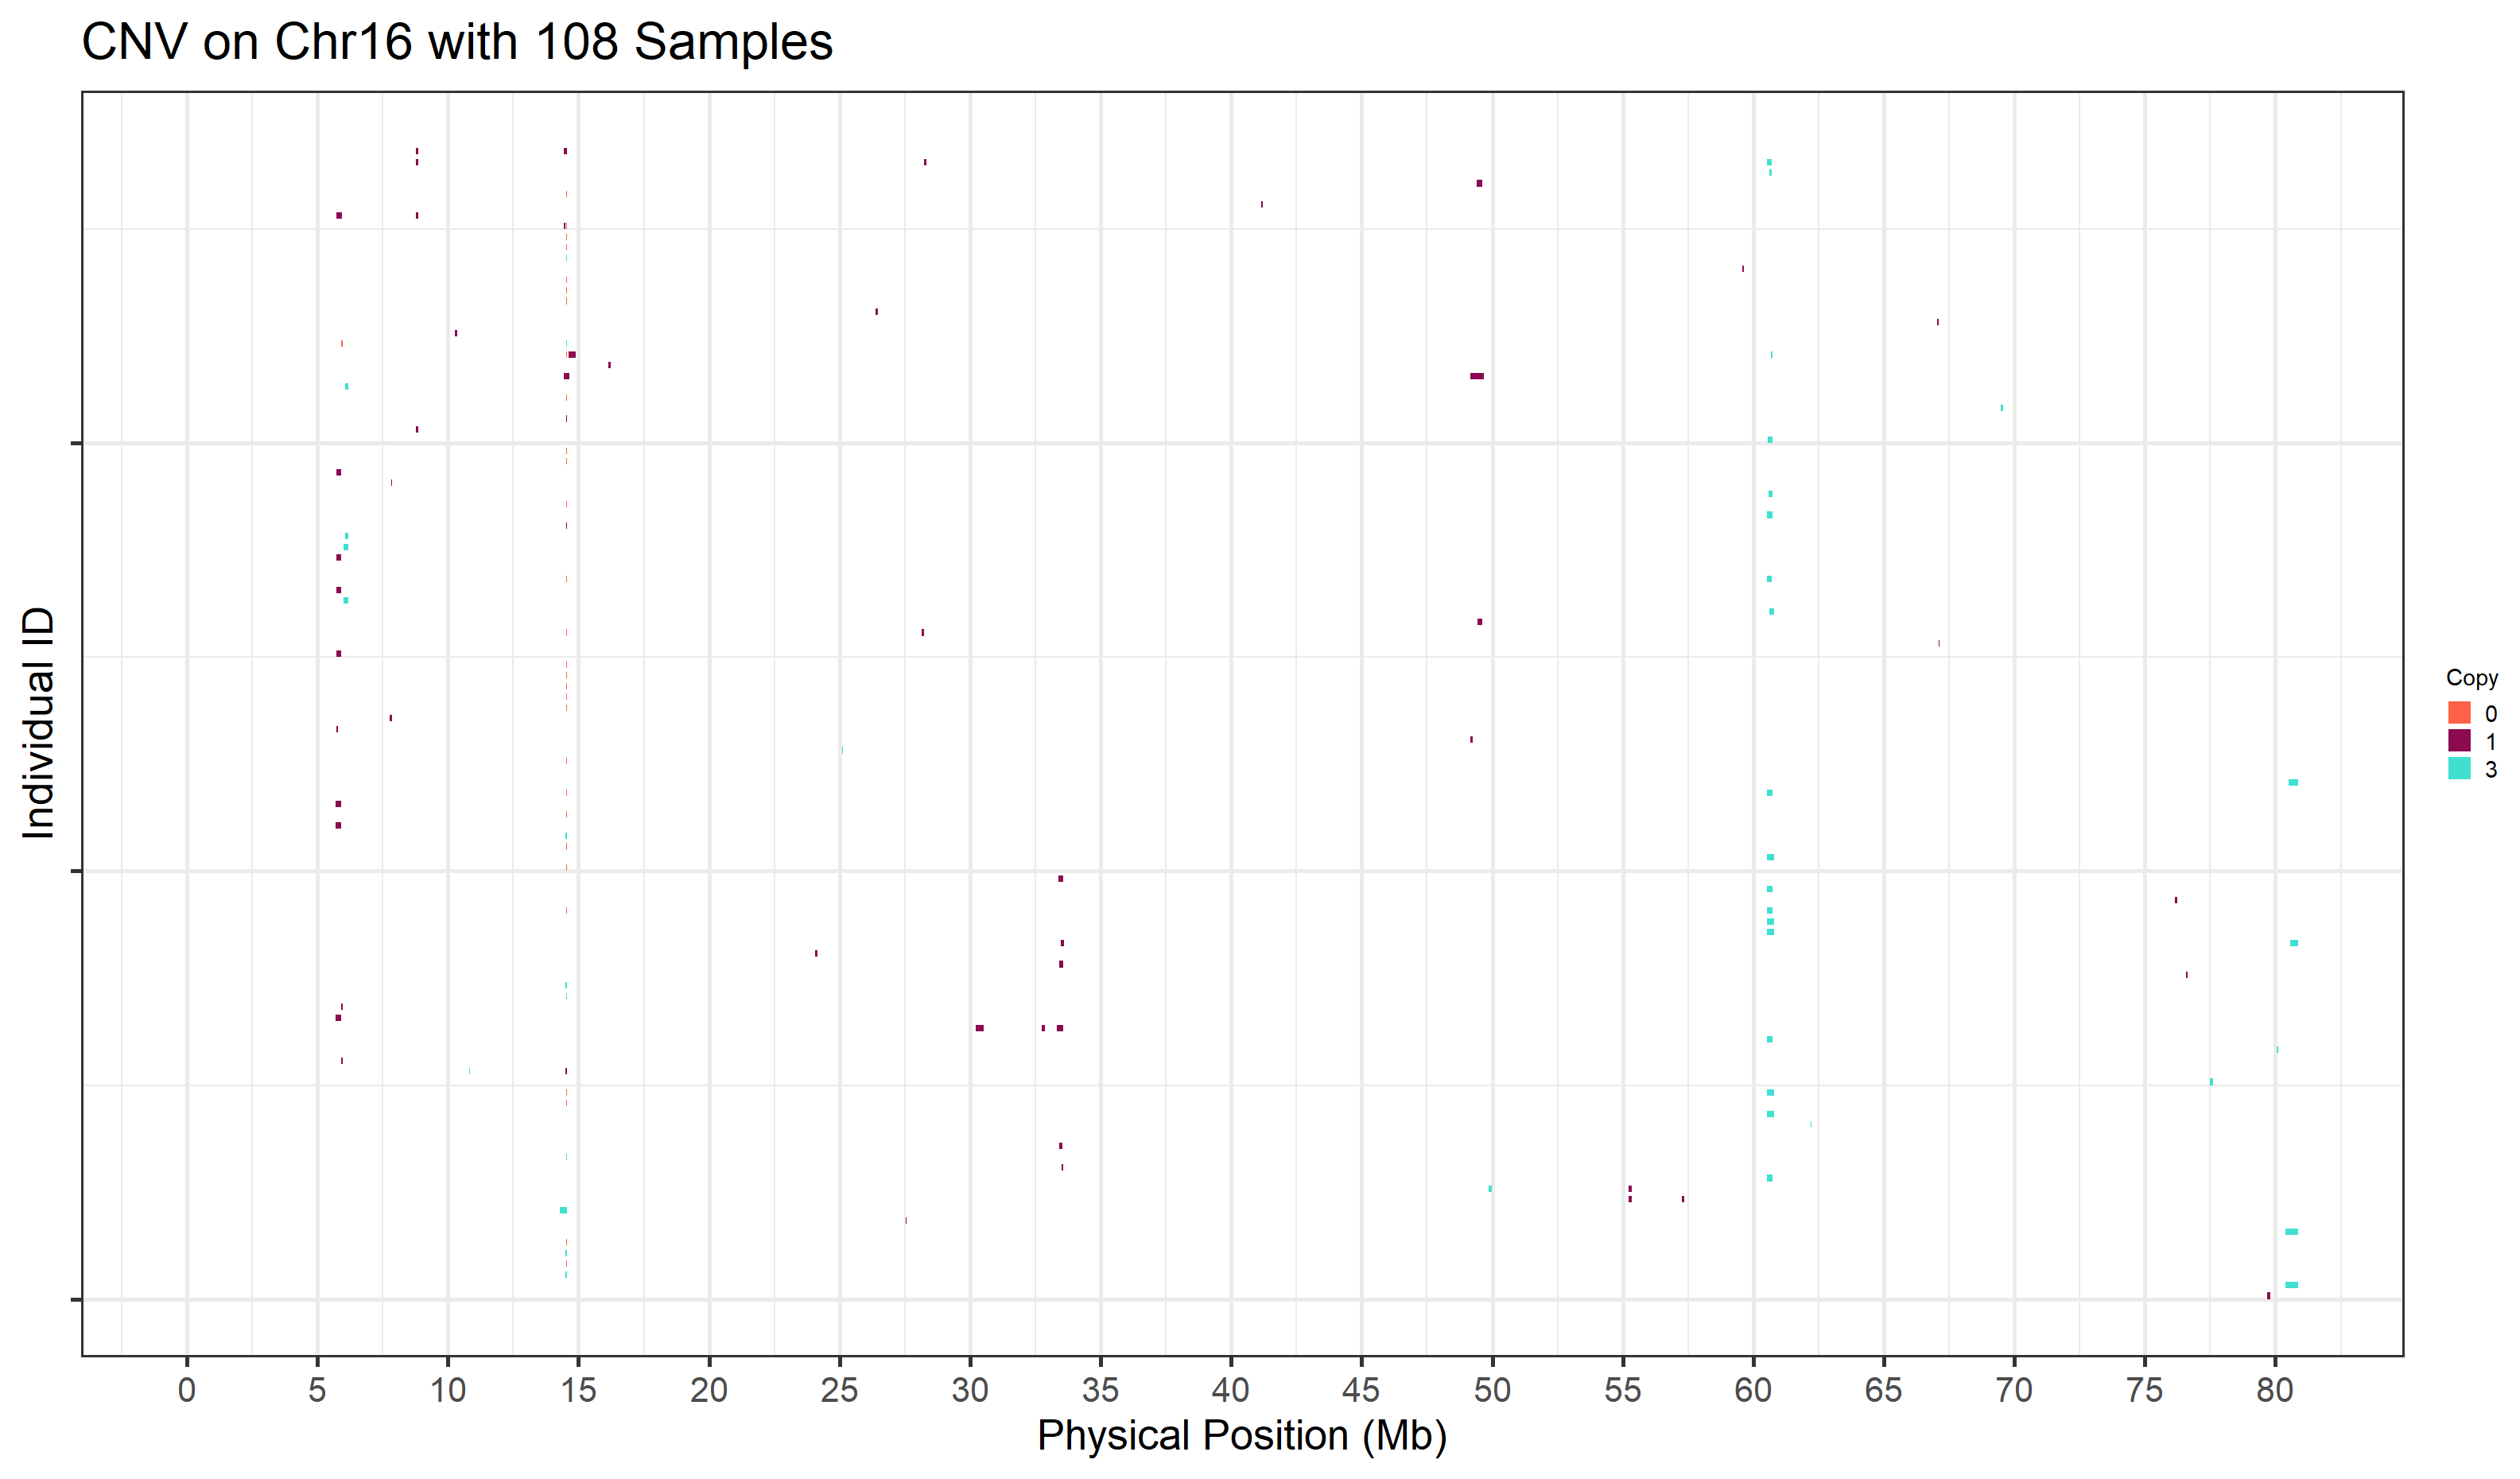 CNV on Chr16 with 108 Samples
Individual ID
Copy
0
1
3
0 5 10 15 20 25 30 35 40 45 50 55 60 65 70 75 80
Physical Position (Mb)